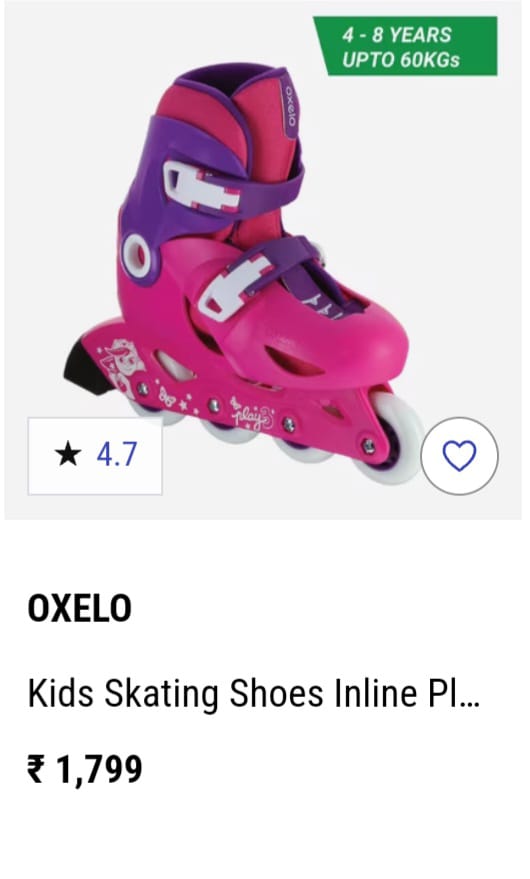 4 - 8 YEARS
UPTO 60KGs
oxelo
play
★ 4.7
OXELO
Kids Skating Shoes Inline Pl...
₹ 1,799